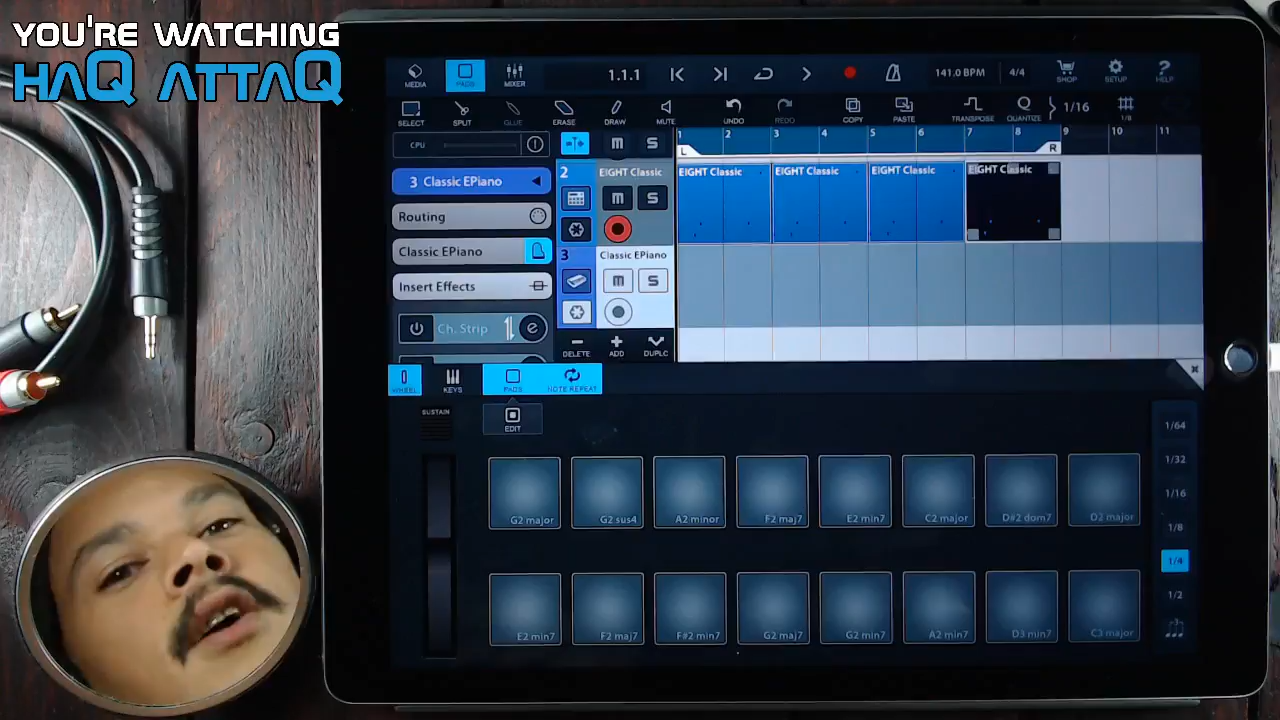 YOU'RE WATCHING
HAQ ATTAQ
MEDIA
PADS
MIXER
1.1.1
141.0 BPM
4/4
SHOP
SETUP
HELP
SELECT
SPLIT
GLUE
ERASE
DRAW
MUTE
UNDO
REDO
COPY
PASTE
TRANSPOSE
QUANTIZE
1/16
1/8
CPU
M
S
1 2 3 4 5 6 7 8 9 10 11
L
R
3 Classic EPiano
Routing
Classic EPiano
Insert Effects
Ch. Strip
e
2
EIGHT Classic
M
S
EIGHT Classic
EIGHT Classic
EIGHT Classic
EIGHT Classic
3
Classic EPiano
M
S
DELETE
ADD
DUPLC
WHEEL
KEYS
PADS
NOTE REPEAT
SUSTAIN
EDIT
G2 major
G2 sus4
A2 minor
F2 maj7
E2 min7
C2 major
D#2 dom7
D2 major
E2 min7
F2 maj7
F#2 min7
G2 maj7
G2 min7
A2 min7
D3 min7
C3 major
1/64
1/32
1/16
1/8
1/4
1/2
3